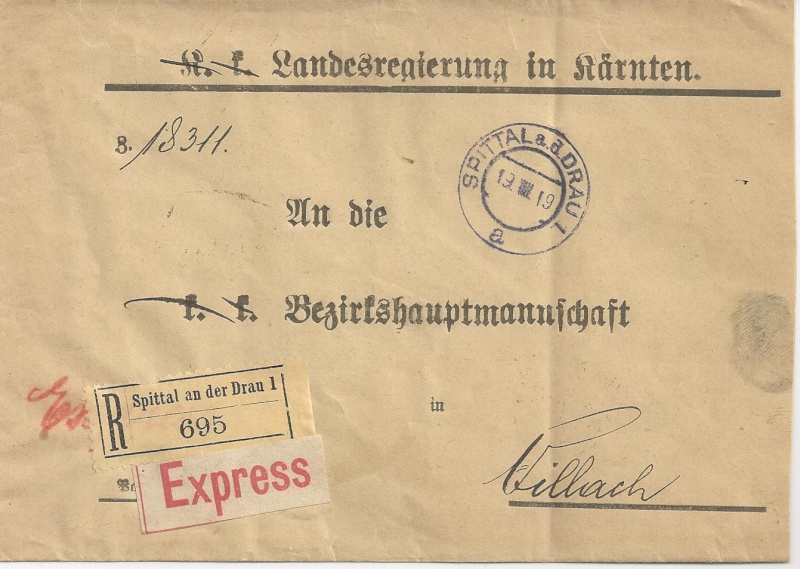 K. k. Landesregierung in Kärnten.
Z. 18311.
SPITTAL a.d. DRAU 1
19. VIII. 19
a
An die
k. k. Bezirkshauptmannschaft
R Spittal an der Drau 1
695
in
Express
Villach